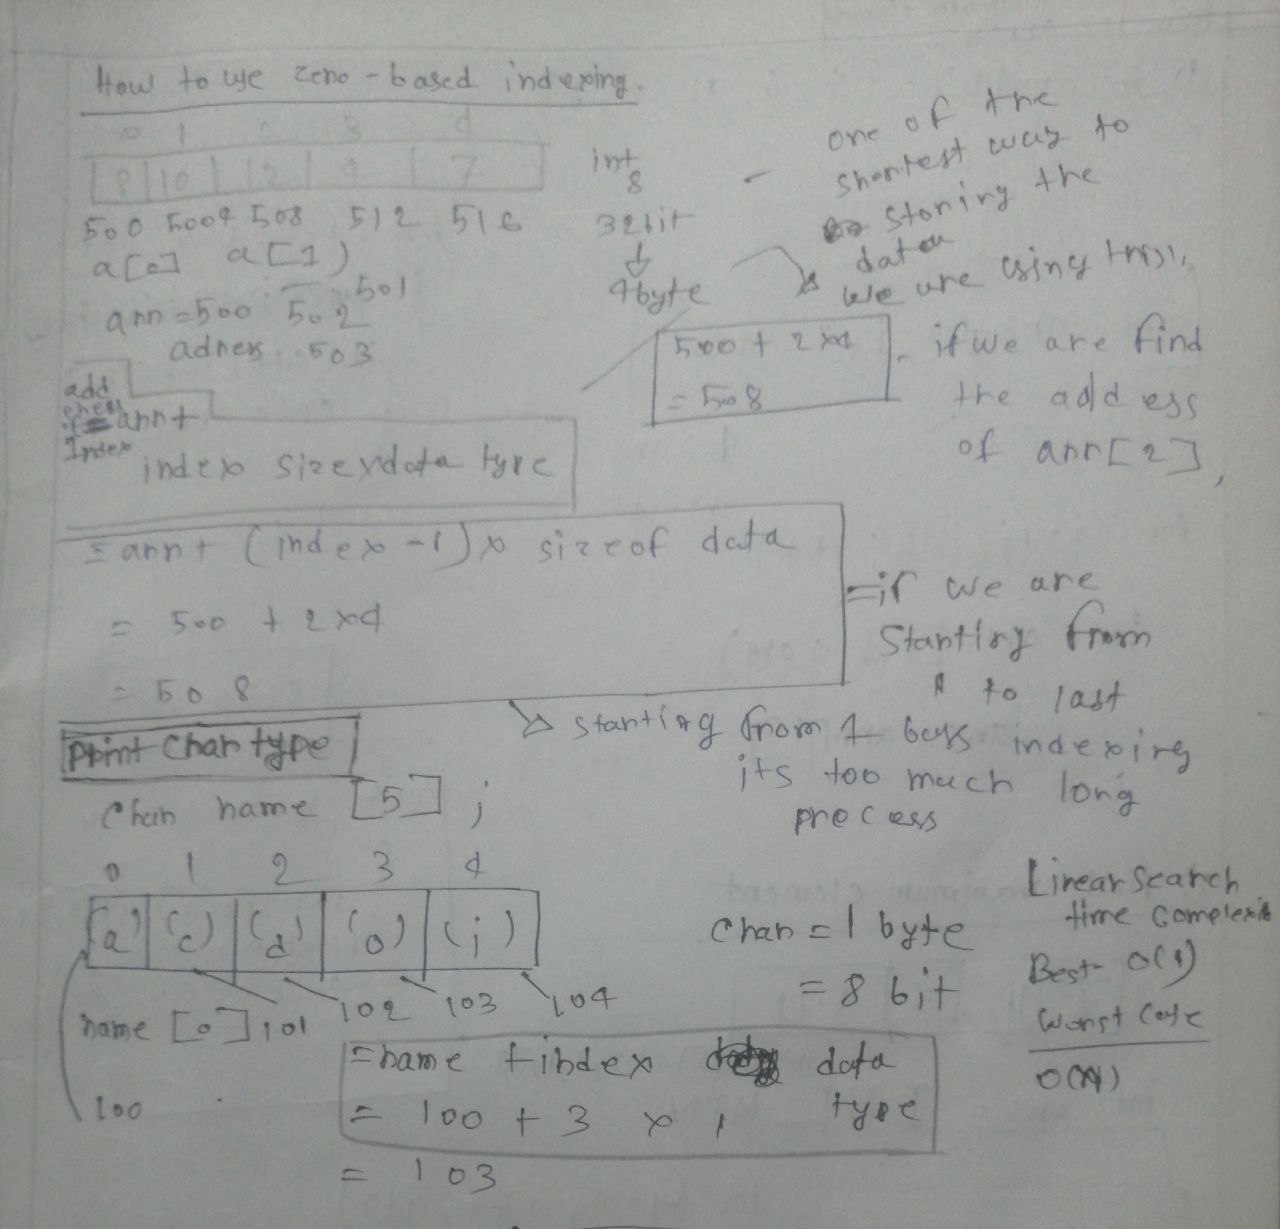 How to use zero-based indexing.
0 1 2 3 4
8 10 12 7
500 5004 508 512 516
a[0] a[1)
arr=500 502 501
adress 503
int
8
32bit
4byte
- one of the
shortest way to
storing the
data
we are using this,
500 + 2 x4
= 508
if we are find
the address
of arr[2],
add
Index
arr+
index size x data type
= arr + (index -1) x size of data
= 500 + 2 x4
= 508
=if we are
Starting from
1 to last
starting from 1 bays indexing
its too much long
process
Print Char type
Char name [5] ;
0 1 2 3 4
'a' 'c' 'd' 'o' 'j'
name [0] 101 102 103 104
100
Char = 1 byte
= 8 bit
Linear Search
time Complexit
Best O(1)
Worst Case
O(N)
=name + index data
type
= 100 + 3 x 1
= 103